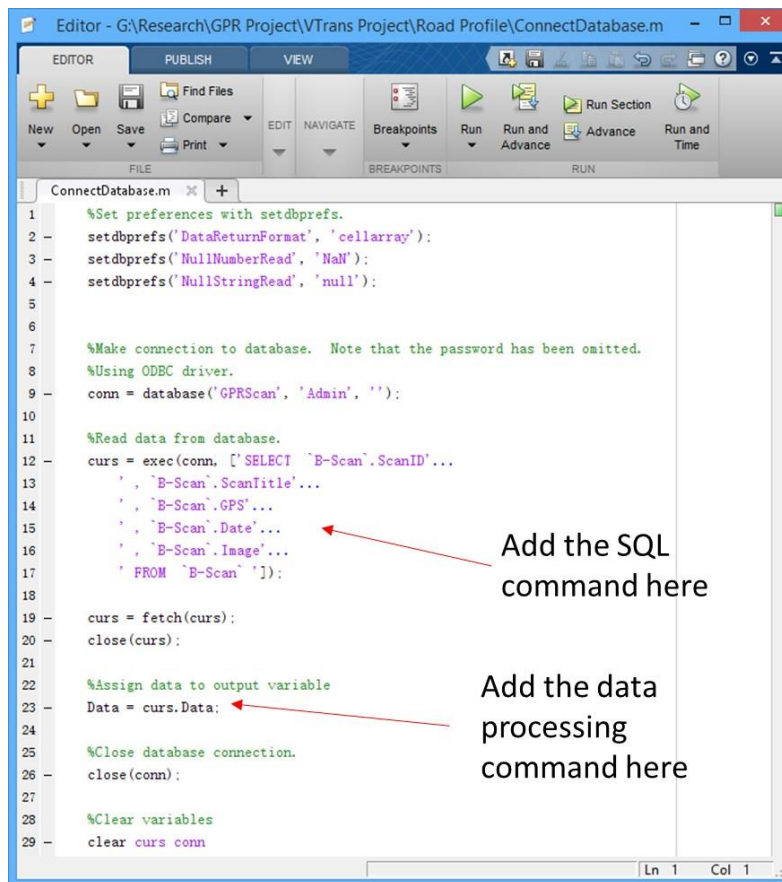 Editor - G:\Research\GPR Project\VTrans Project\Road Profile\ConnectDatabase.m
EDITOR PUBLISH VIEW
New
Open
Save
Find Files
Compare
Print
FILE
EDIT
NAVIGATE
Breakpoints
BREAKPOINTS
Run
Run and Advance
Run Section
Advance
Run and Time
RUN
ConnectDatabase.m
1 %Set preferences with setdbprefs.
2 – setdbprefs('DataReturnFormat', 'cellarray');
3 – setdbprefs('NullNumberRead', 'NaN');
4 – setdbprefs('NullStringRead', 'null');
5
6
7 %Make connection to database.  Note that the password has been omitted.
8 %Using ODBC driver.
9 – conn = database('GPRScan', 'Admin', '');
10
11 %Read data from database.
12 – curs = exec(conn, ['SELECT  `B-Scan`.ScanID'...
13 ' , `B-Scan`.ScanTitle'...
14 ' , `B-Scan`.GPS'...
15 ' , `B-Scan`.Date'...
16 ' , `B-Scan`.Image'...
17 ' FROM  `B-Scan` ']);
18
19 – curs = fetch(curs);
20 – close(curs);
21
22 %Assign data to output variable
23 – Data = curs.Data;
24
25 %Close database connection.
26 – close(conn);
27
28 %Clear variables
29 – clear curs conn
Add the SQL
command here
Add the data
processing
command here
Ln 1 Col 1